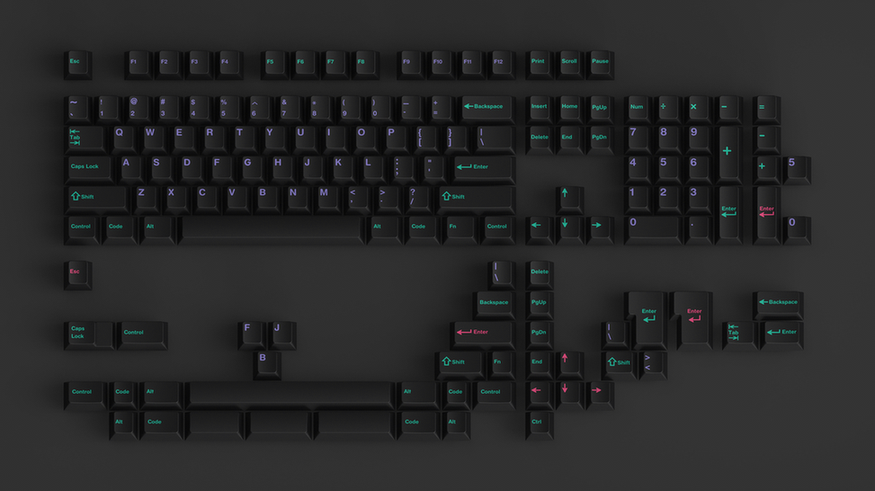 Esc F1 F2 F3 F4 F5 F6 F7 F8 F9 F10 F11 F12 Print Scroll Pause
~ ! @ # $ % ^ & * ( ) _ + ←Backspace Insert Home PgUp Num ÷ × − =
` 1 2 3 4 5 6 7 8 9 0 - =
Tab Q W E R T Y U I O P { } | Delete End PgDn 7 8 9 + -
[ ] \
Caps Lock A S D F G H J K L : " Enter 4 5 6 + 5
; '
Shift Z X C V B N M < > ? Shift ↑ 1 2 3 Enter Enter
, . /
Control Code Alt Alt Code Fn Control ← ↓ → 0 . 0
Esc | Delete
\
Backspace PgUp Enter Enter ←Backspace
Caps Lock Control F J Enter PgDn | Tab Enter
\
B Shift Fn End ↑ Shift >
<
Control Code Alt Alt Code Control ← ↓ →
Alt Code Code Alt Ctrl